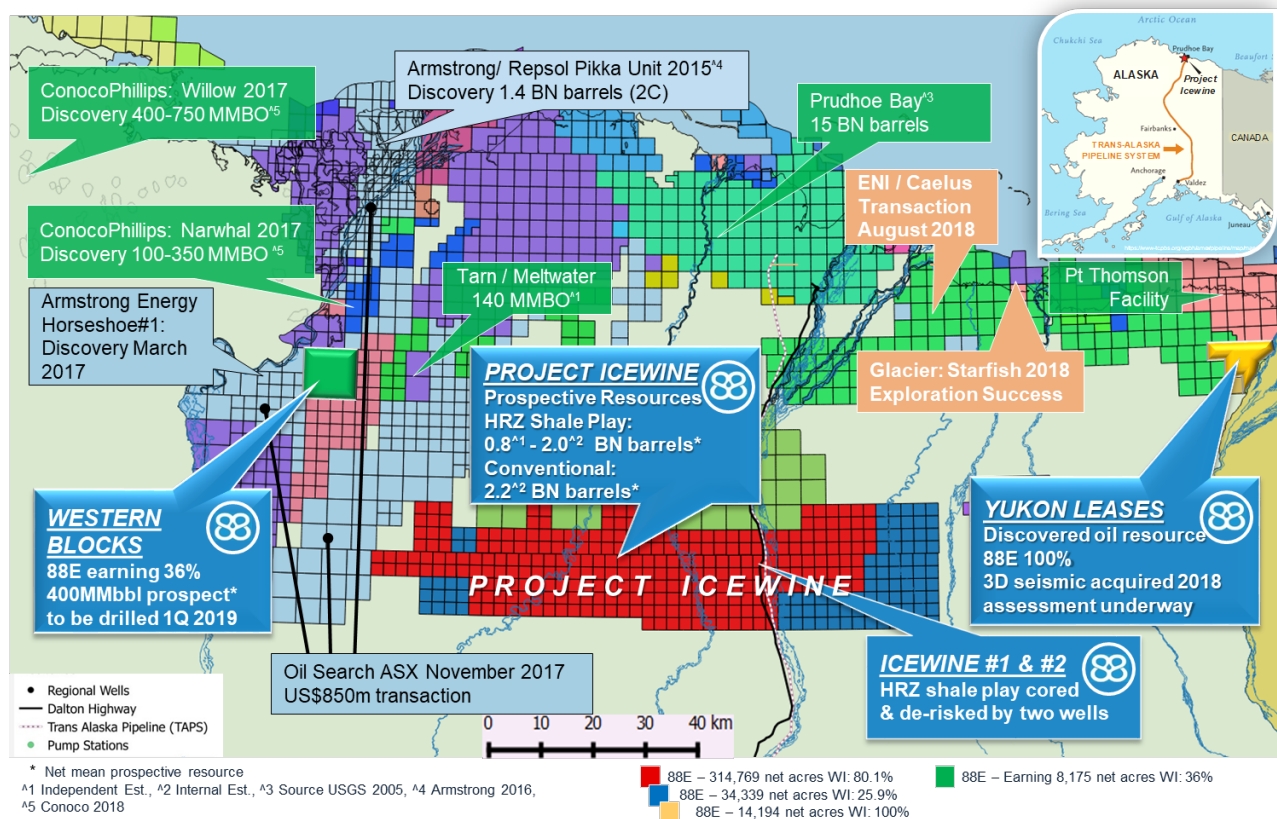 ConocoPhillips: Willow 2017
Discovery 400-750 MMBO^5
Armstrong/ Repsol Pikka Unit 2015^4
Discovery 1.4 BN barrels (2C)
Prudhoe Bay^3
15 BN barrels
Arctic Ocean
Chukchi Sea
Prudhoe Bay
Beaufort Sea
ALASKA
Project
Icewine
Fairbanks
CANADA
TRANS-ALASKA
PIPELINE SYSTEM
Anchorage
Valdez
Bering Sea
Gulf of Alaska
Juneau
ConocoPhillips: Narwhal 2017
Discovery 100-350 MMBO ^5
ENI / Caelus
Transaction
August 2018
Tarn / Meltwater
140 MMBO^1
Pt Thomson
Facility
Armstrong Energy
Horseshoe#1:
Discovery March
2017
Glacier: Starfish 2018
Exploration Success
PROJECT ICEWINE
Prospective Resources
HRZ Shale Play:
0.8^1 - 2.0^2 BN barrels*
Conventional:
2.2^2 BN barrels*
WESTERN
BLOCKS
88E earning 36%
400MMbbl prospect*
to be drilled 1Q 2019
YUKON LEASES
Discovered oil resource
88E 100%
3D seismic acquired 2018
assessment underway
PROJECT ICEWINE
ICEWINE #1 & #2
HRZ shale play cored
& de-risked by two wells
Oil Search ASX November 2017
US$850m transaction
Regional Wells
Dalton Highway
Trans Alaska Pipeline (TAPS)
Pump Stations
0 10 20 30 40 km
* Net mean prospective resource
^1 Independent Est., ^2 Internal Est., ^3 Source USGS 2005, ^4 Armstrong 2016,
^5 Conoco 2018
88E – 314,769 net acres WI: 80.1%
88E – 34,339 net acres WI: 25.9%
88E – 14,194 net acres WI: 100%
88E – Earning 8,175 net acres WI: 36%